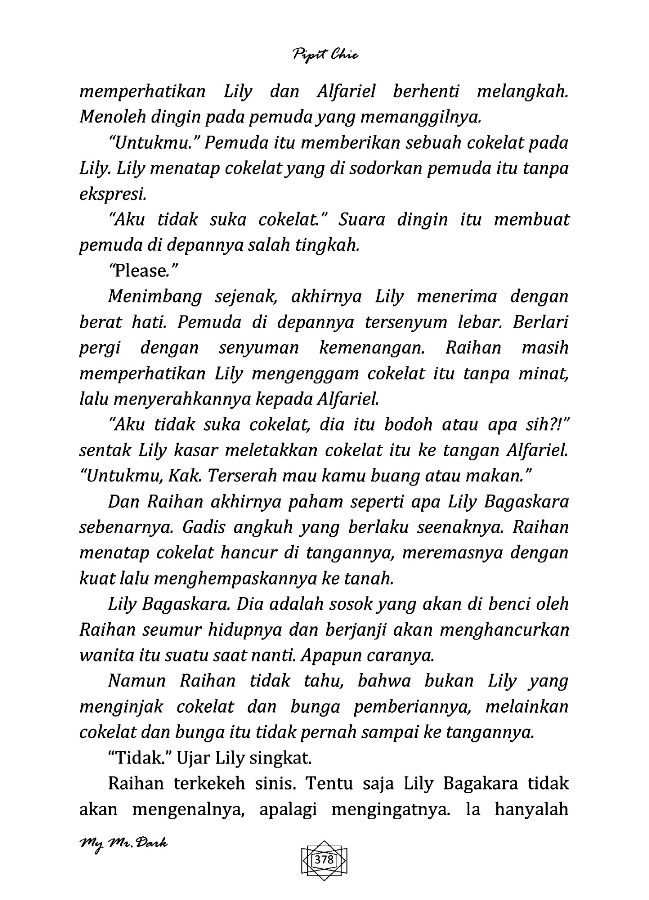 Pipit Chie
memperhatikan Lily dan Alfariel berhenti melangkah.
Menoleh dingin pada pemuda yang memanggilnya.
“Untukmu.” Pemuda itu memberikan sebuah cokelat pada
Lily. Lily menatap cokelat yang di sodorkan pemuda itu tanpa
ekspresi.
“Aku tidak suka cokelat.” Suara dingin itu membuat
pemuda di depannya salah tingkah.
“Please.”
Menimbang sejenak, akhirnya Lily menerima dengan
berat hati. Pemuda di depannya tersenyum lebar. Berlari
pergi dengan senyuman kemenangan. Raihan masih
memperhatikan Lily mengenggam cokelat itu tanpa minat,
lalu menyerahkannya kepada Alfariel.
“Aku tidak suka cokelat, dia itu bodoh atau apa sih?!”
sentak Lily kasar meletakkan cokelat itu ke tangan Alfariel.
“Untukmu, Kak. Terserah mau kamu buang atau makan.”
Dan Raihan akhirnya paham seperti apa Lily Bagaskara
sebenarnya. Gadis angkuh yang berlaku seenaknya. Raihan
menatap cokelat hancur di tangannya, meremasnya dengan
kuat lalu menghempaskannya ke tanah.
Lily Bagaskara. Dia adalah sosok yang akan di benci oleh
Raihan seumur hidupnya dan berjanji akan menghancurkan
wanita itu suatu saat nanti. Apapun caranya.
Namun Raihan tidak tahu, bahwa bukan Lily yang
menginjak cokelat dan bunga pemberiannya, melainkan
cokelat dan bunga itu tidak pernah sampai ke tangannya.
“Tidak.” Ujar Lily singkat.
Raihan terkekeh sinis. Tentu saja Lily Bagakara tidak
akan mengenalnya, apalagi mengingatnya. Ia hanyalah
My Mr. Dark
378